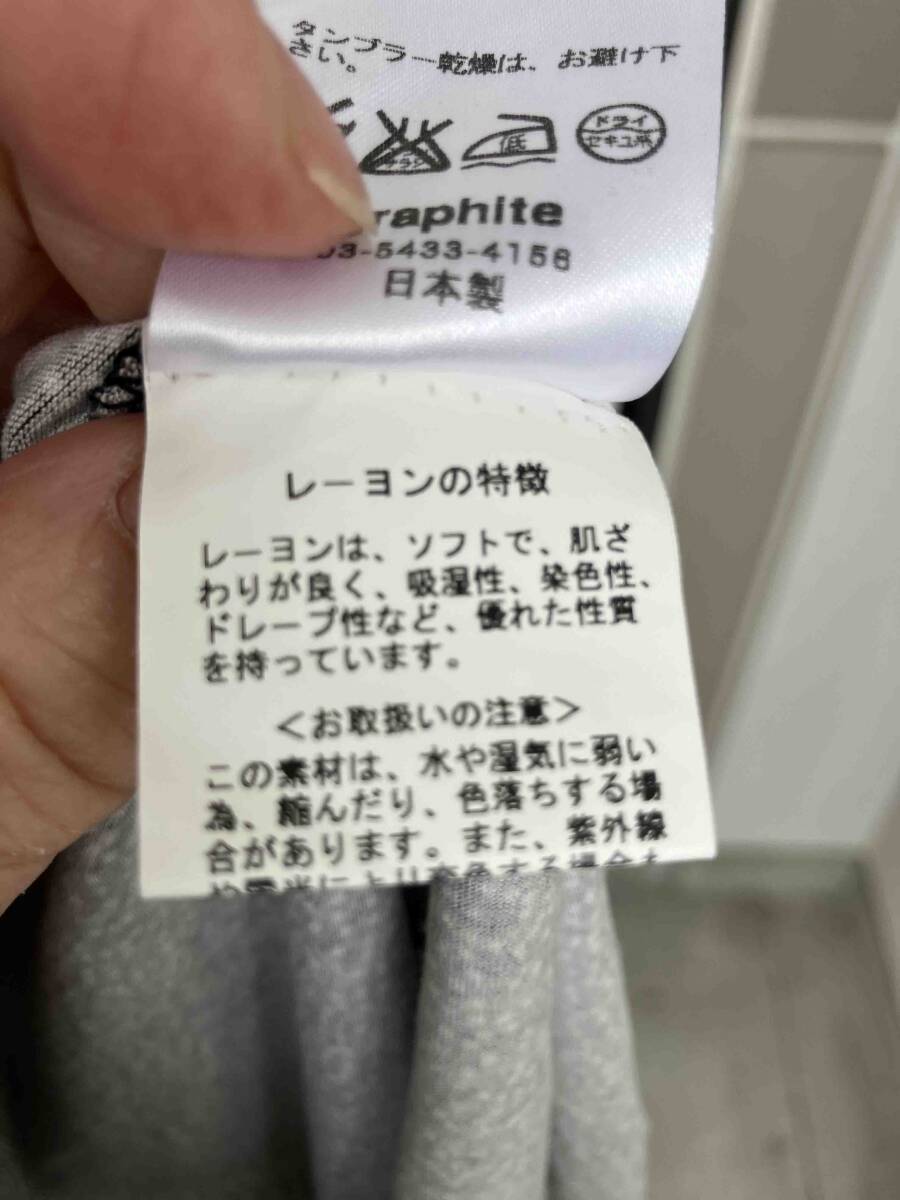 タンブラー乾燥は、お避け下
さい。
サラシ
低
ドライ
セキユ系
raphite
03-5433-4156
日本製
レーヨンの特徴
レーヨンは、ソフトで、肌ざ
わりが良く、吸湿性、染色性、
ドレープ性など、優れた性質
を持っています。
＜お取扱いの注意＞
この素材は、水や湿気に弱い
為、縮んだり、色落ちする場
合があります。また、紫外線